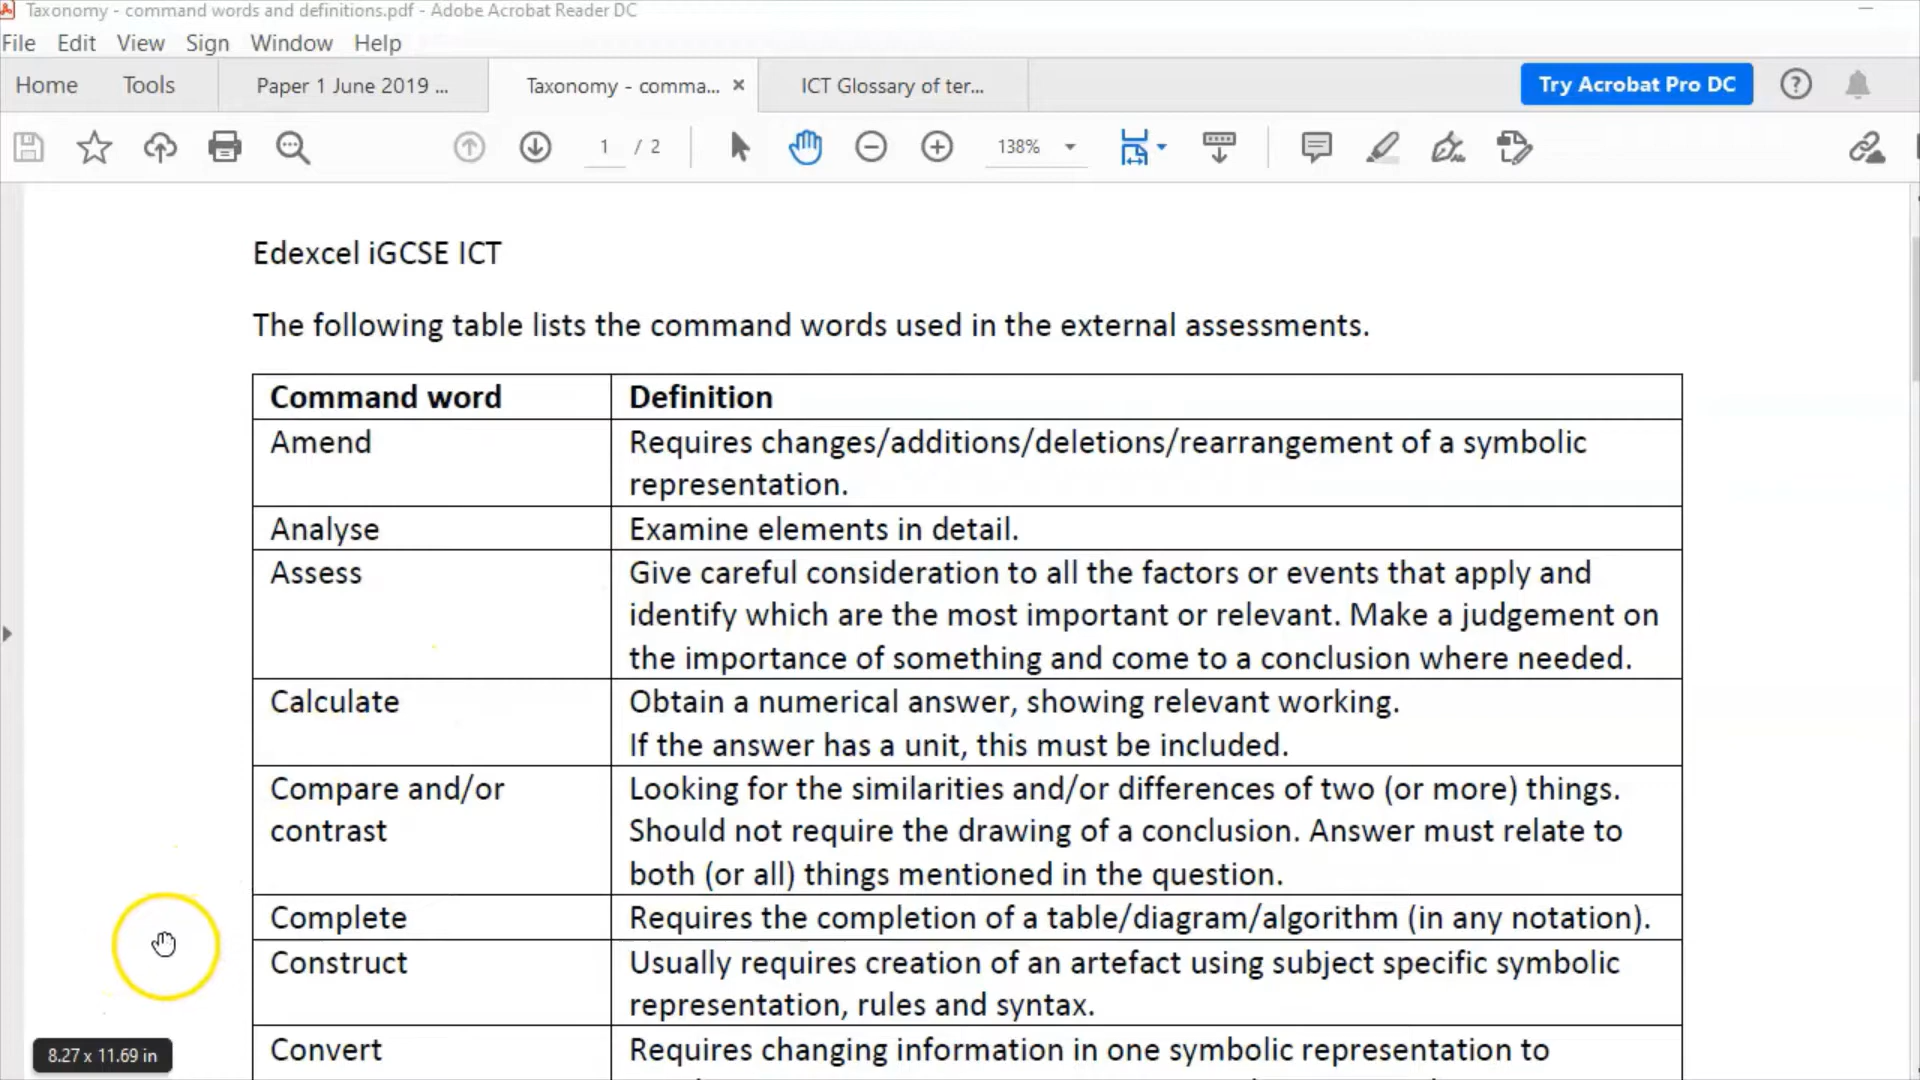 Taxonomy - command words and definitions.pdf - Adobe Acrobat Reader DC
File Edit View Sign Window Help
Home Tools Paper 1 June 2019 ... Taxonomy - comma... ICT Glossary of ter... Try Acrobat Pro DC
1 / 2 138%
Edexcel iGCSE ICT
The following table lists the command words used in the external assessments.
Command word Definition
Amend Requires changes/additions/deletions/rearrangement of a symbolic
representation.
Analyse Examine elements in detail.
Assess Give careful consideration to all the factors or events that apply and
identify which are the most important or relevant. Make a judgement on
the importance of something and come to a conclusion where needed.
Calculate Obtain a numerical answer, showing relevant working.
If the answer has a unit, this must be included.
Compare and/or Looking for the similarities and/or differences of two (or more) things.
contrast Should not require the drawing of a conclusion. Answer must relate to
both (or all) things mentioned in the question.
Complete Requires the completion of a table/diagram/algorithm (in any notation).
Construct Usually requires creation of an artefact using subject specific symbolic
representation, rules and syntax.
Convert Requires changing information in one symbolic representation to
8.27 x 11.69 in